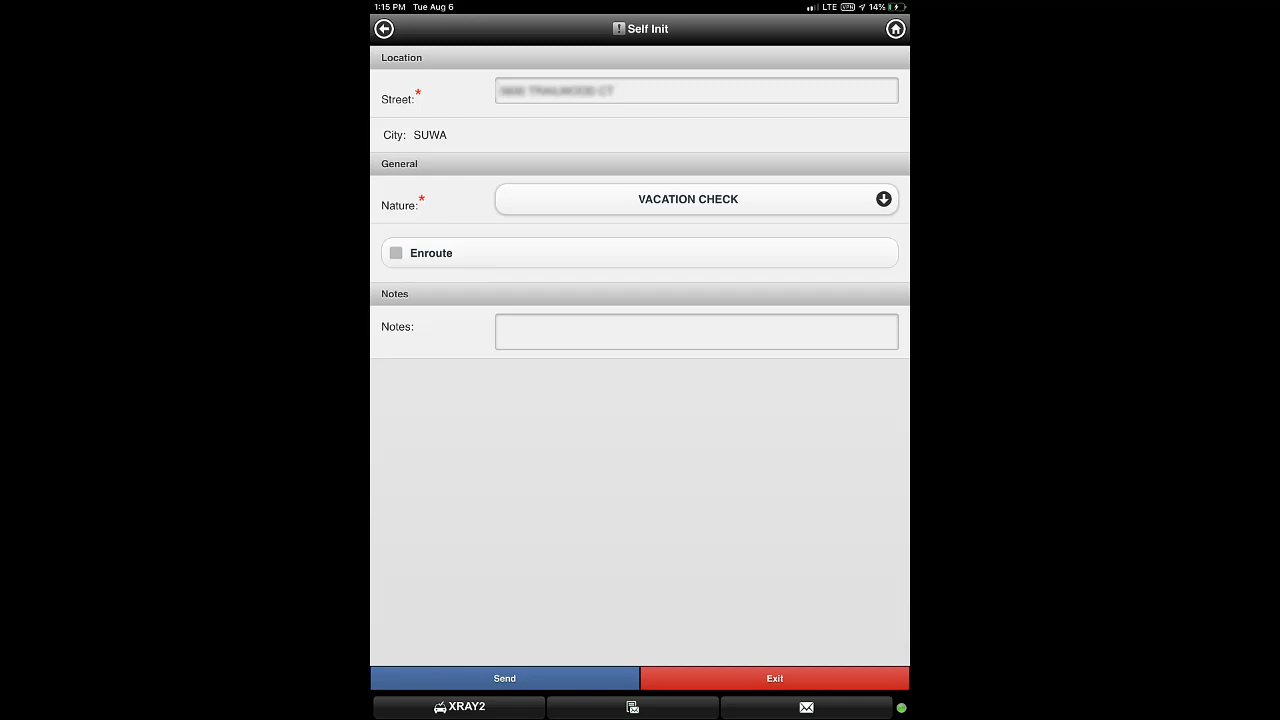 1:15 PM Tue Aug 6 LTE VPN 14%
Self Init
Location
Street:*
City: SUWA
General
Nature:* VACATION CHECK
Enroute
Notes
Notes:
Send Exit
XRAY2